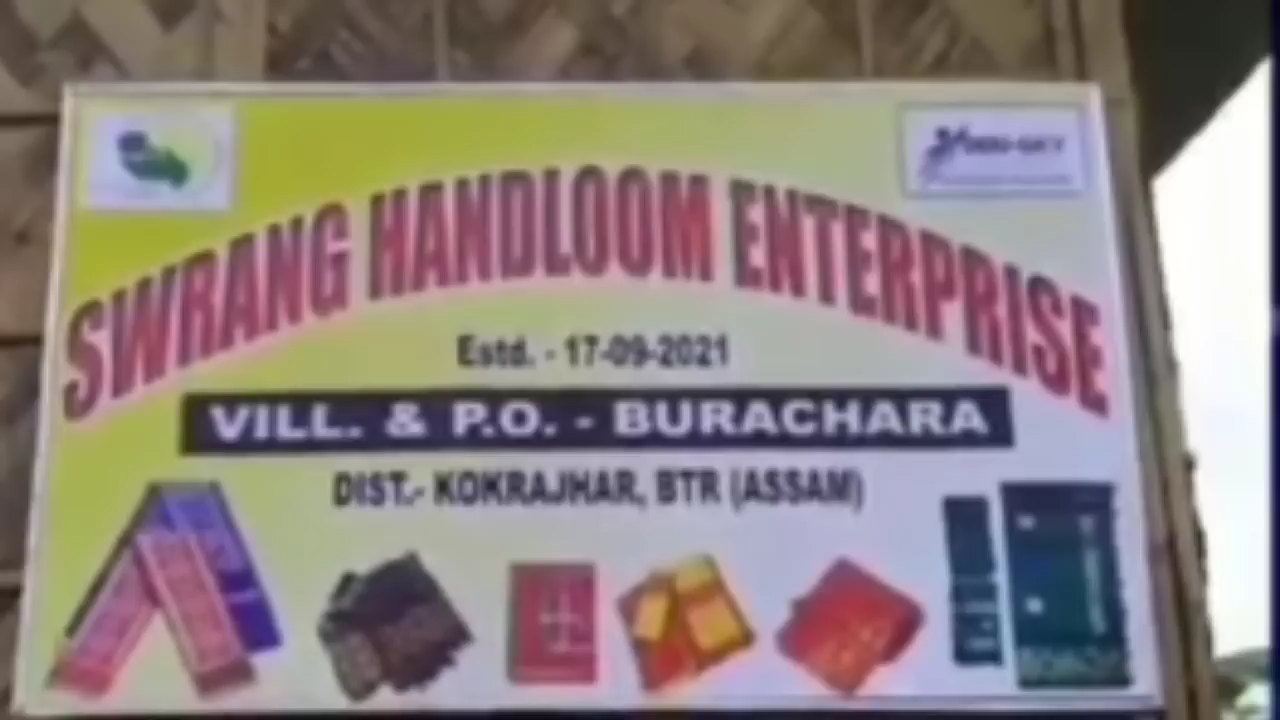 SWRANG HANDLOOM ENTERPRISE
Estd. - 17-09-2021
VILL. & P.O. - BURACHARA
DIST.- KOKRAJHAR, BTR (ASSAM)